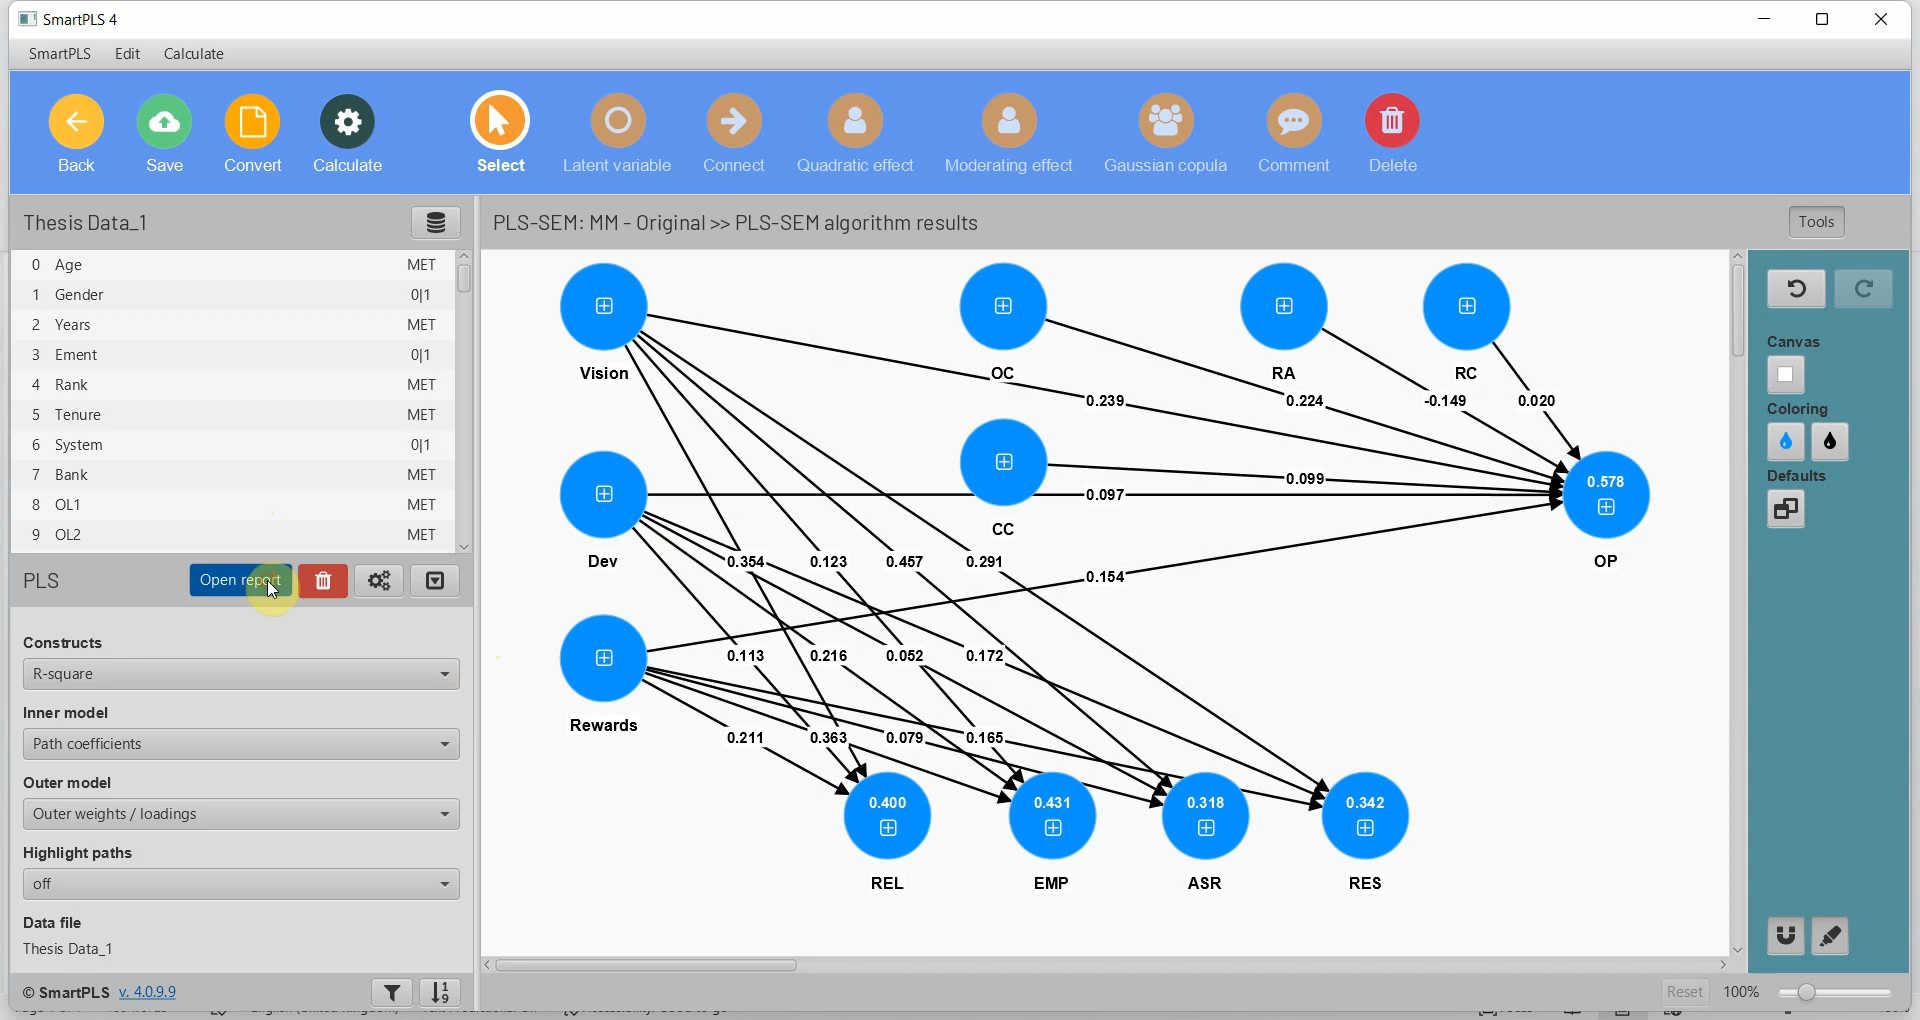 SmartPLS 4
SmartPLS Edit Calculate
Back Save Convert Calculate Select Latent variable Connect Quadratic effect Moderating effect Gaussian copula Comment Delete
Thesis Data_1
PLS-SEM: MM - Original >> PLS-SEM algorithm results
Tools
0 Age MET
1 Gender 0|1
2 Years MET
3 Ement 0|1
4 Rank MET
5 Tenure MET
6 System 0|1
7 Bank MET
8 OL1 MET
9 OL2 MET
PLS
Open report
Constructs
R-square
Inner model
Path coefficients
Outer model
Outer weights / loadings
Highlight paths
off
Data file
Thesis Data_1
© SmartPLS v. 4.0.9.9
Vision OC RA RC
0.239 0.224 -0.149 0.020
0.578
0.099
0.097
CC
Dev OP
0.354 0.123 0.457 0.291
0.154
0.113 0.216 0.052 0.172
Rewards
0.211 0.363 0.079 0.165
0.400 0.431 0.318 0.342
REL EMP ASR RES
Canvas
Coloring
Defaults
Reset 100%